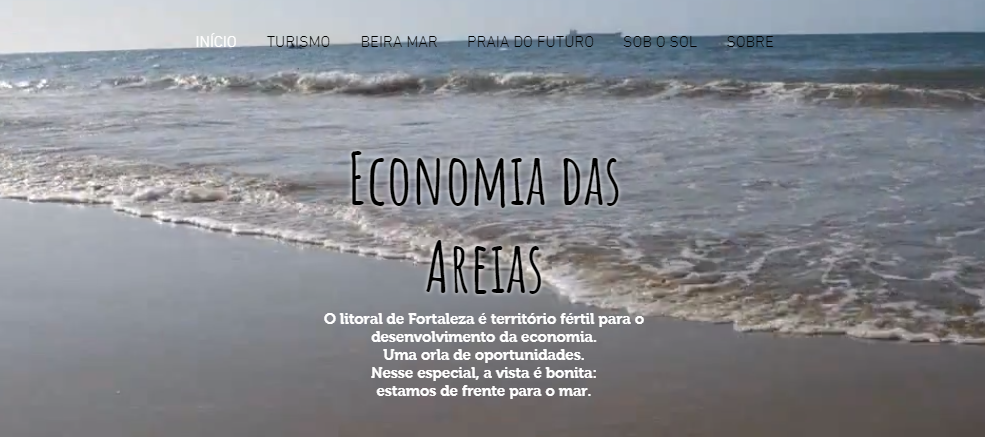 INÍCIO TURISMO BEIRA MAR PRAIA DO FUTURO SOB O SOL SOBRE
Economia das
Areias
O litoral de Fortaleza é território fértil para o
desenvolvimento da economia.
Uma orla de oportunidades.
Nesse especial, a vista é bonita:
estamos de frente para o mar.